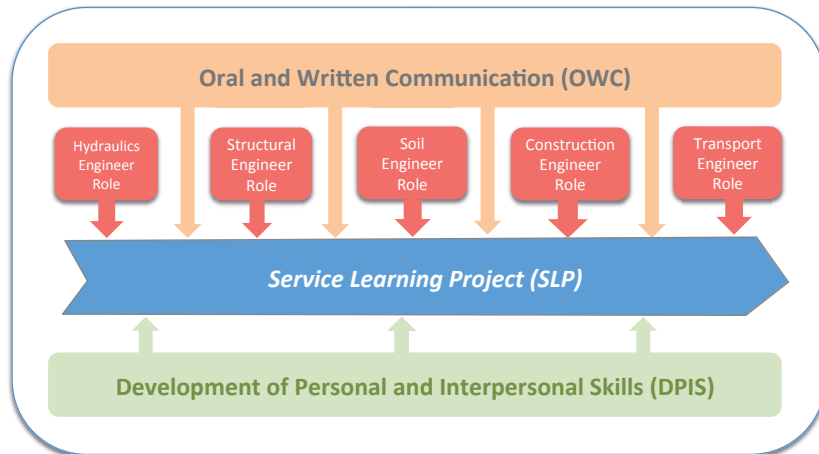 Oral and Written Communication (OWC)
Hydraulics
Engineer
Role
Structural
Engineer
Role
Soil
Engineer
Role
Construction
Engineer
Role
Transport
Engineer
Role
Service Learning Project (SLP)
Development of Personal and Interpersonal Skills (DPIS)